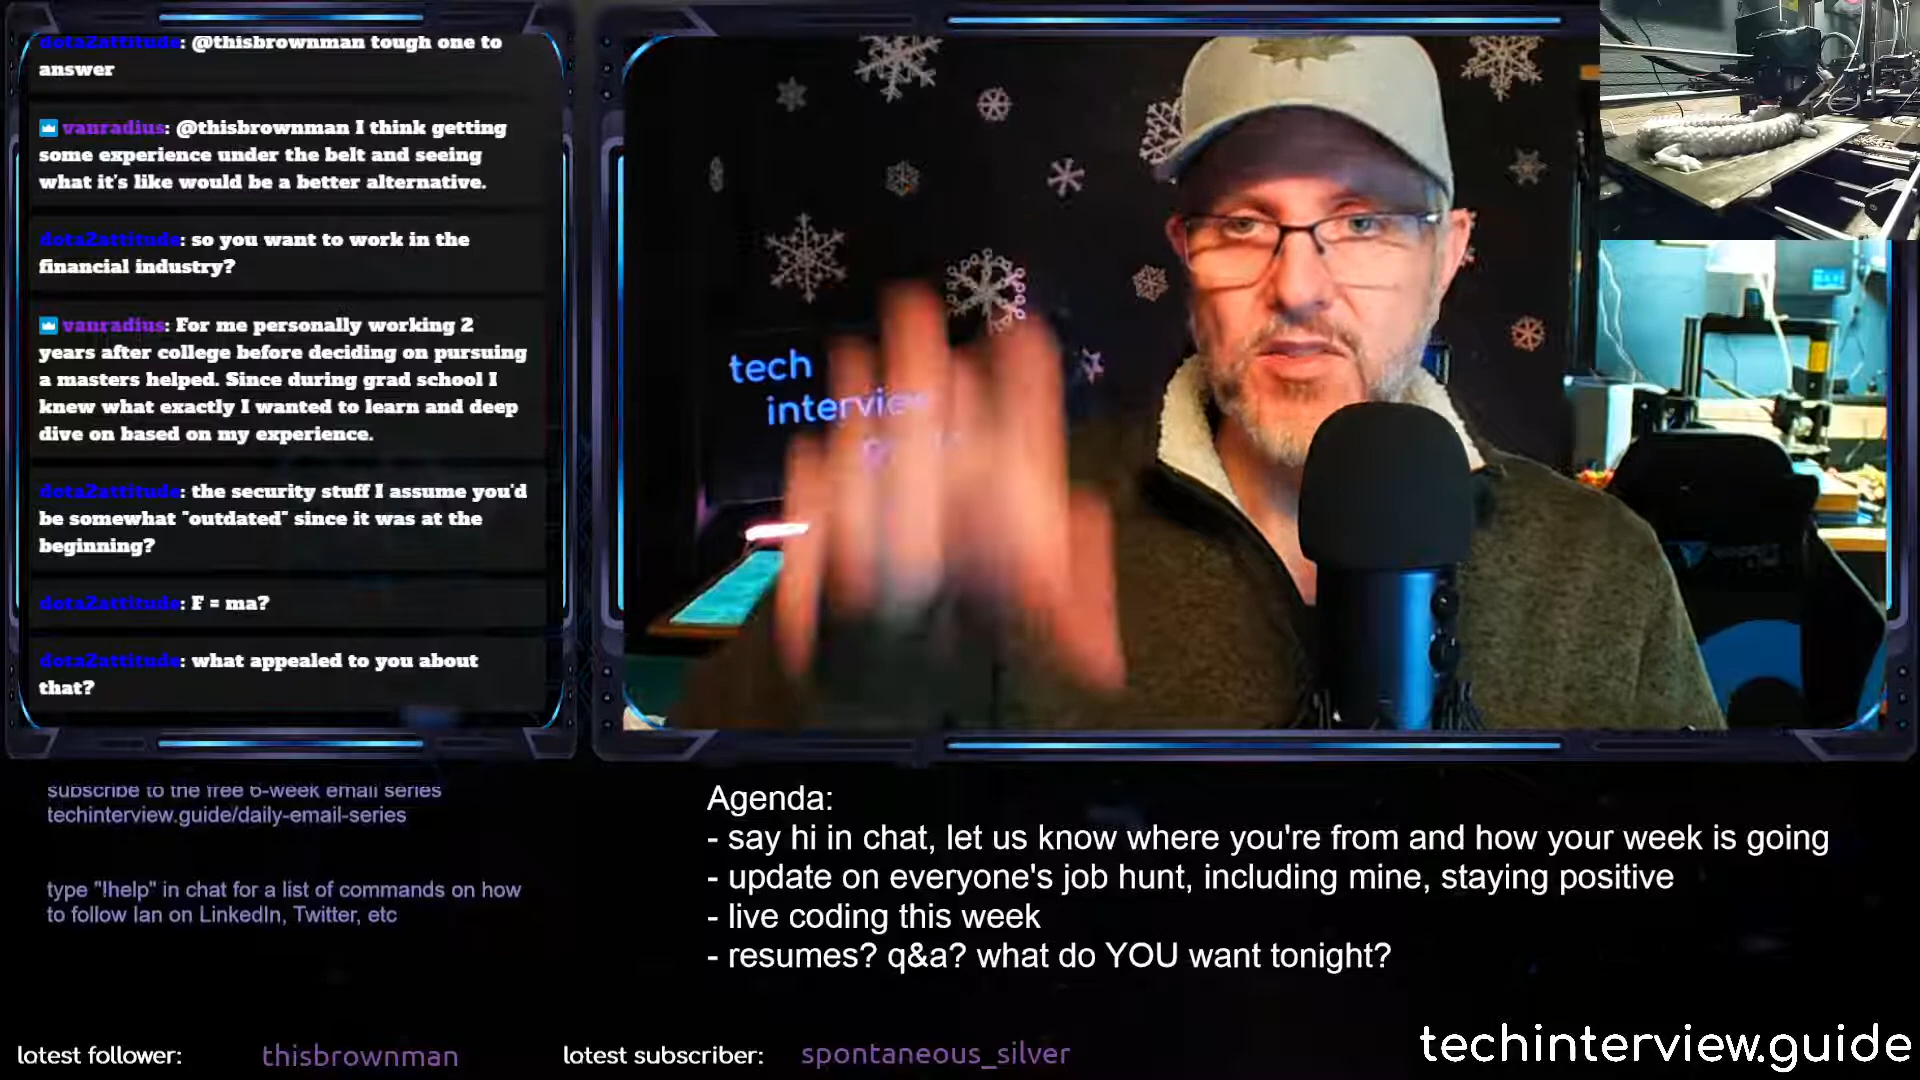 dota2attitude: @thisbrownman tough one to
answer
vanradius: @thisbrownman I think getting
some experience under the belt and seeing
what it's like would be a better alternative.
dota2attitude: so you want to work in the
financial industry?
vanradius: For me personally working 2
years after college before deciding on pursuing
a masters helped. Since during grad school I
knew what exactly I wanted to learn and deep
dive on based on my experience.
dota2attitude: the security stuff I assume you'd
be somewhat "outdated" since it was at the
beginning?
dota2attitude: F = ma?
dota2attitude: what appealed to you about
that?
tech
interview
subscribe to the free 6-week email series
techinterview.guide/daily-email-series
type "!help" in chat for a list of commands on how
to follow Ian on LinkedIn, Twitter, etc
Agenda:
- say hi in chat, let us know where you're from and how your week is going
- update on everyone's job hunt, including mine, staying positive
- live coding this week
- resumes? q&a? what do YOU want tonight?
latest follower: thisbrownman
latest subscriber: spontaneous_silver
techinterview.guide